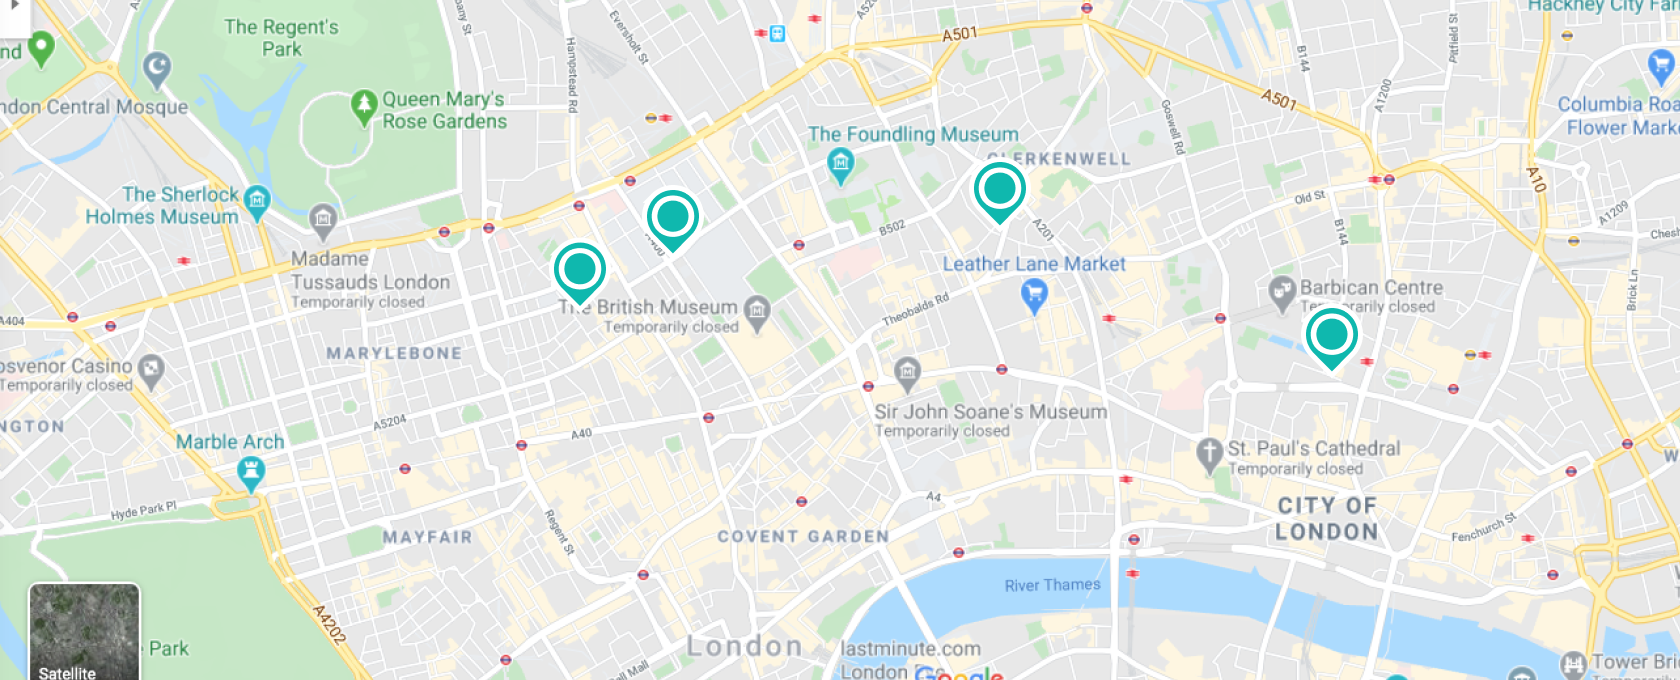 The Regent's
Park
nd
ndon Central Mosque
Queen Mary's
Rose Gardens
Hampstead Rd
Eversholt St
A501
A501
B144
Pitfield St
A1200
Hackney City Far
Columbia Roa
Flower Marke
Goswell Rd
The Foundling Museum
CLERKENWELL
The Sherlock
Holmes Museum
Madame
Tussauds London
Temporarily closed
B502
A201
Old St
B144
A10
A1209
Chesh
Brick Ln
Leather Lane Market
Barbican Centre
Temporarily closed
The British Museum
Temporarily closed
Theobalds Rd
A404
MARYLEBONE
osvenor Casino
Temporarily closed
NGTON
A5204
A40
Sir John Soane's Museum
Temporarily closed
Marble Arch
St. Paul's Cathedral
Temporarily closed
Hyde Park Pl
MAYFAIR
Regent St
COVENT GARDEN
A4
CITY OF
LONDON
Fenchurch St
River Thames
A4202
Park
Satellite
London
lastminute.com
London
Google
Pall Mall
Tower Bri